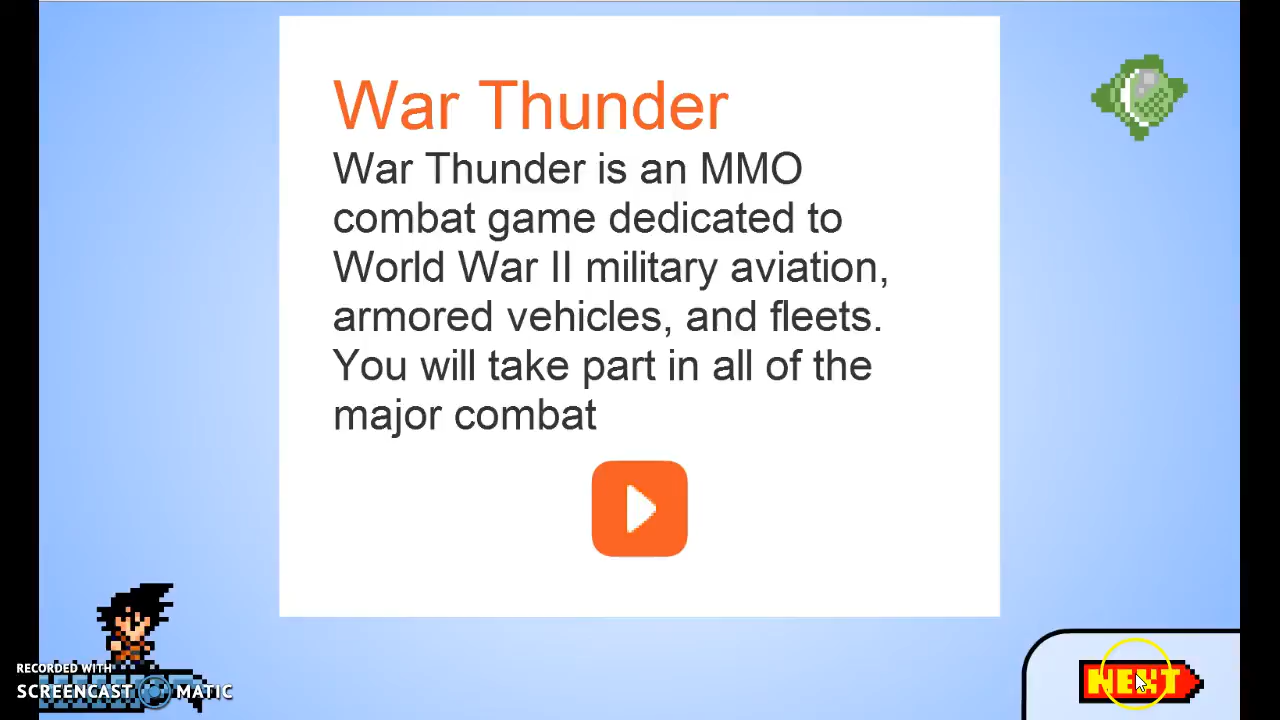 War Thunder
War Thunder is an MMO
combat game dedicated to
World War II military aviation,
armored vehicles, and fleets.
You will take part in all of the
major combat
RECORDED WITH
SCREENCAST MATIC
NEXT